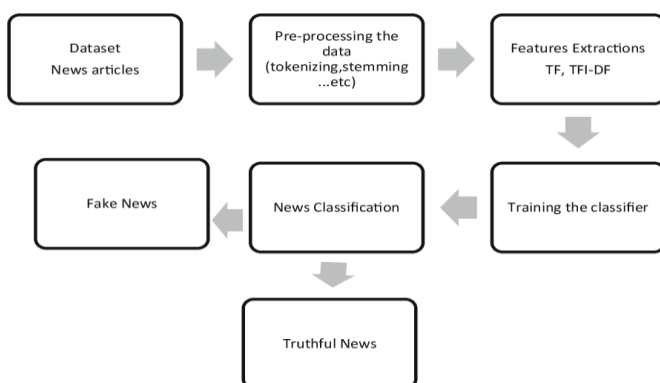 Dataset
News articles
Pre-processing the
data
(tokenizing,stemming
...etc)
Features Extractions
TF, TFI-DF
Training the classifier
News Classification
Fake News
Truthful News